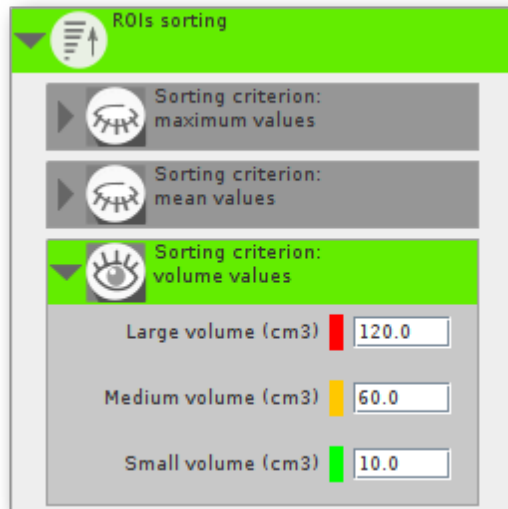 ROIs sorting
Sorting criterion:
maximum values
Sorting criterion:
mean values
Sorting criterion:
volume values
Large volume (cm3) 120.0
Medium volume (cm3) 60.0
Small volume (cm3) 10.0